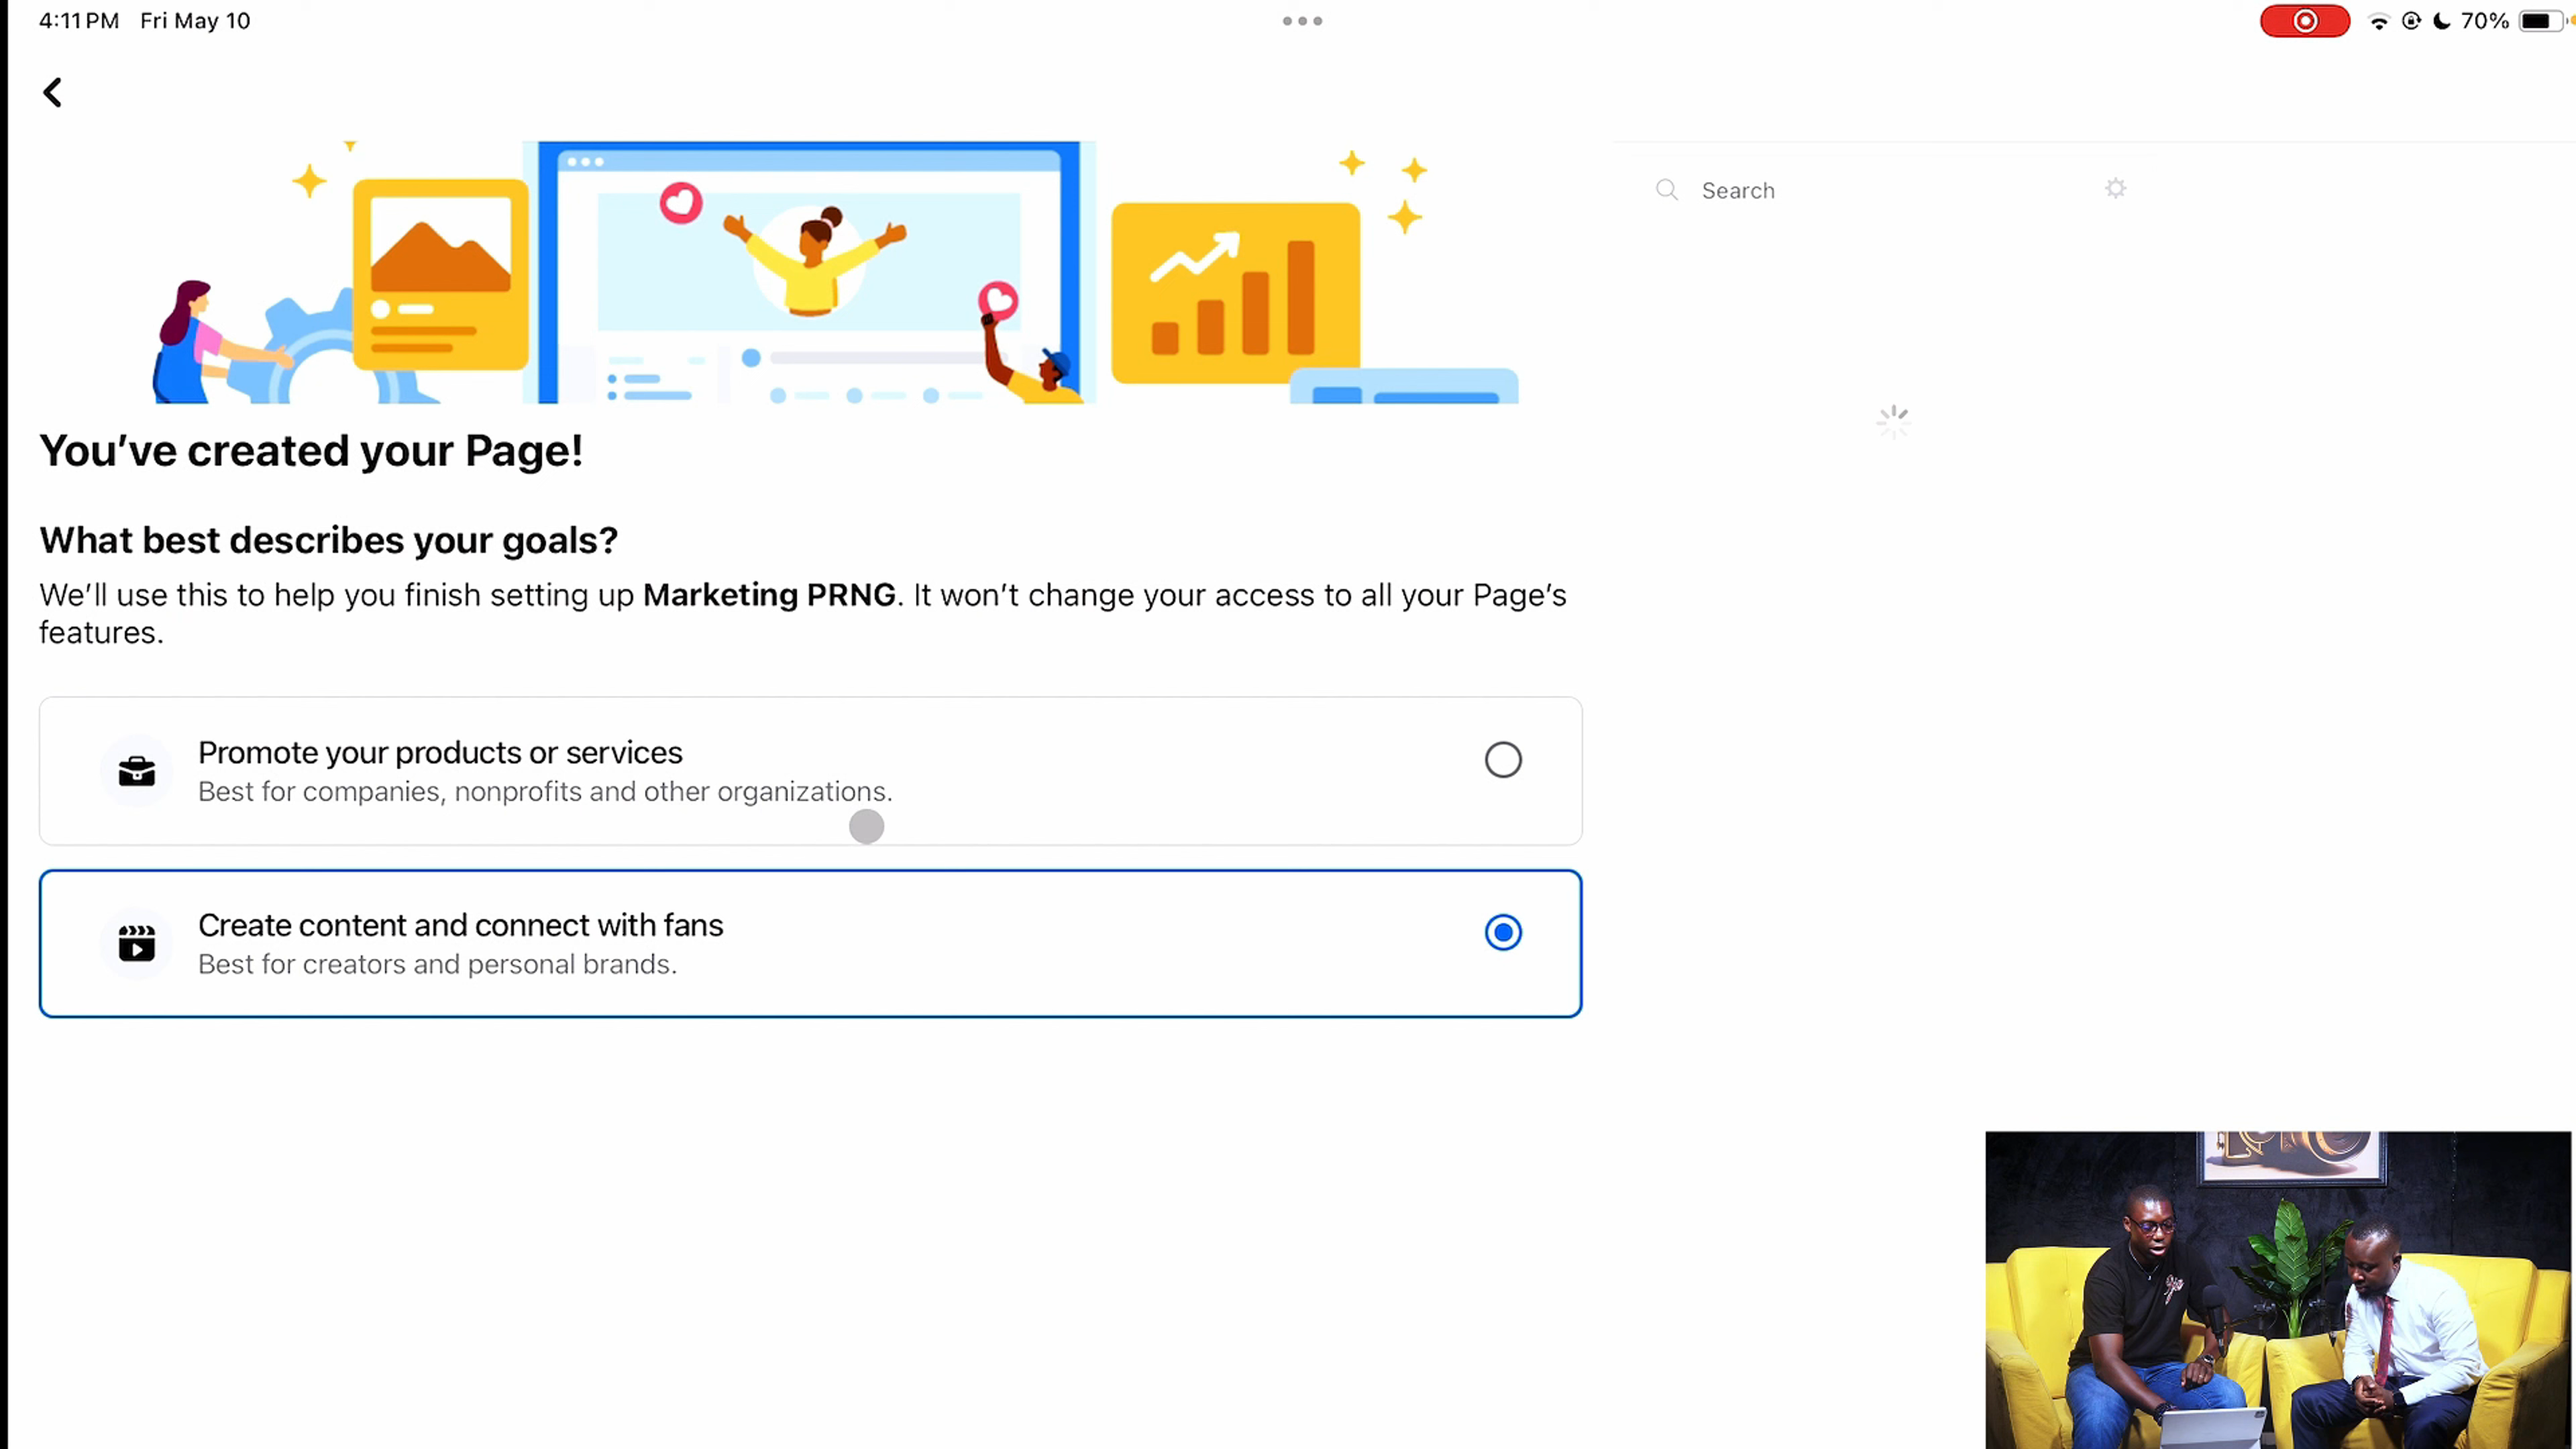 4:11 PM Fri May 10
70%
Search
You've created your Page!
What best describes your goals?
We'll use this to help you finish setting up Marketing PRNG. It won't change your access to all your Page's
features.
Promote your products or services
Best for companies, nonprofits and other organizations.
Create content and connect with fans
Best for creators and personal brands.